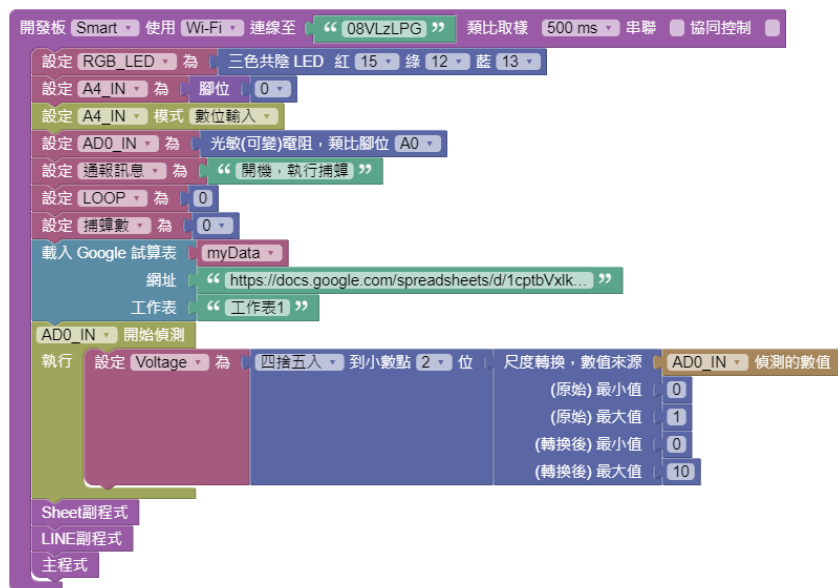 開發板 Smart 使用 Wi-Fi 連線至 “ 08VLzLPG ” 類比取樣 500 ms 串聯 協同控制
設定 RGB_LED 為 三色共陰 LED 紅 15 綠 12 藍 13
設定 A4_IN 為 腳位 0
設定 A4_IN 模式 數位輸入
設定 AD0_IN 為 光敏(可變)電阻，類比腳位 A0
設定 通報訊息 為 “ 開機，執行捕蟑 ”
設定 LOOP 為 0
設定 捕蟑數 為 0
載入 Google 試算表 myData
網址 “ https://docs.google.com/spreadsheets/d/1cptbVxlk... ”
工作表 “ 工作表1 ”
AD0_IN 開始偵測
執行 設定 Voltage 為 四捨五入 到小數點 2 位 尺度轉換，數值來源 AD0_IN 偵測的數值
(原始) 最小值 0
(原始) 最大值 1
(轉換後) 最小值 0
(轉換後) 最大值 10
Sheet副程式
LINE副程式
主程式